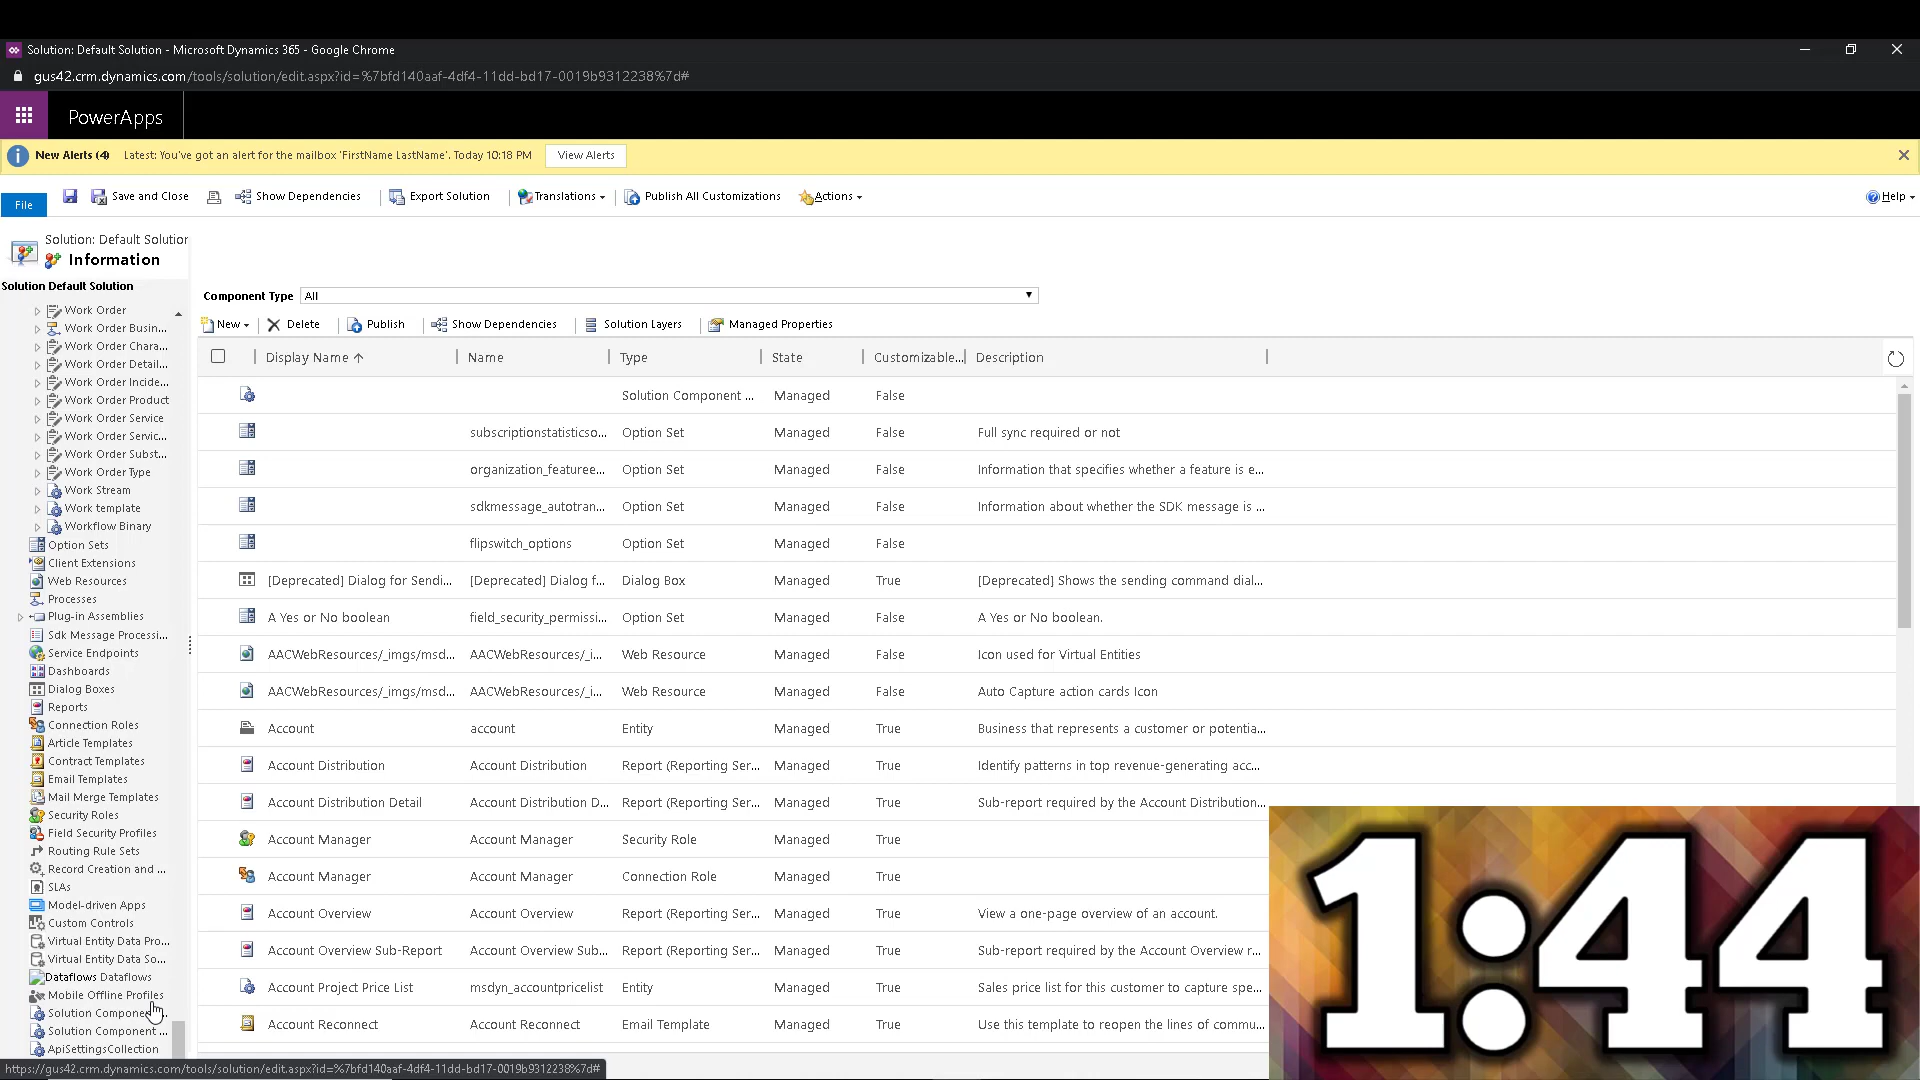 Solution: Default Solution - Microsoft Dynamics 365 - Google Chrome
gus42.crm.dynamics.com/tools/solution/edit.aspx?id=%7bfd140aaf-4df4-11dd-bd17-0019b9312238%7d#
PowerApps
New Alerts (4) Latest: You've got an alert for the mailbox 'FirstName LastName'. Today 10:18 PM View Alerts
File Save and Close Show Dependencies Export Solution Translations Publish All Customizations Actions Help
Solution: Default Solution
Information
Solution Default Solution
Work Order
Work Order Busin...
Work Order Chara...
Work Order Detail...
Work Order Incide...
Work Order Product
Work Order Service
Work Order Servic...
Work Order Subst...
Work Order Type
Work Stream
Work template
Workflow Binary
Option Sets
Client Extensions
Web Resources
Processes
Plug-in Assemblies
Sdk Message Processi...
Service Endpoints
Dashboards
Dialog Boxes
Reports
Connection Roles
Article Templates
Contract Templates
Email Templates
Mail Merge Templates
Security Roles
Field Security Profiles
Routing Rule Sets
Record Creation and ...
SLAs
Model-driven Apps
Custom Controls
Virtual Entity Data Pro...
Virtual Entity Data So...
Dataflows Dataflows
Mobile Offline Profiles
Solution Component ...
Solution Component ...
ApiSettingsCollection
Component Type All
New Delete Publish Show Dependencies Solution Layers Managed Properties
Display Name Name Type State Customizable... Description
Solution Component ... Managed False
subscriptionstatisticso... Option Set Managed False Full sync required or not
organization_featuree... Option Set Managed False Information that specifies whether a feature is e...
sdkmessage_autotran... Option Set Managed False Information about whether the SDK message is ...
flipswitch_options Option Set Managed False
[Deprecated] Dialog for Sendi... [Deprecated] Dialog f... Dialog Box Managed True [Deprecated] Shows the sending command dial...
A Yes or No boolean field_security_permissi... Option Set Managed True A Yes or No boolean.
AACWebResources/_imgs/msd... AACWebResources/_i... Web Resource Managed False Icon used for Virtual Entities
AACWebResources/_imgs/msd... AACWebResources/_i... Web Resource Managed False Auto Capture action cards Icon
Account account Entity Managed True Business that represents a customer or potentia...
Account Distribution Account Distribution Report (Reporting Ser... Managed True Identify patterns in top revenue-generating acc...
Account Distribution Detail Account Distribution D... Report (Reporting Ser... Managed True Sub-report required by the Account Distribution...
Account Manager Account Manager Security Role Managed True
Account Manager Account Manager Connection Role Managed True
Account Overview Account Overview Report (Reporting Ser... Managed True View a one-page overview of an account.
Account Overview Sub-Report Account Overview Sub... Report (Reporting Ser... Managed True Sub-report required by the Account Overview r...
Account Project Price List msdyn_accountpricelist Entity Managed True Sales price list for this customer to capture spe...
Account Reconnect Account Reconnect Email Template Managed True Use this template to reopen the lines of commu...
1:44
https://gus42.crm.dynamics.com/tools/solution/edit.aspx?id=%7bfd140aaf-4df4-11dd-bd17-0019b9312238%7d#